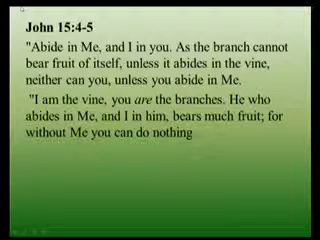 John 15:4-5
"Abide in Me, and I in you. As the branch cannot
bear fruit of itself, unless it abides in the vine,
neither can you, unless you abide in Me.
"I am the vine, you are the branches. He who
abides in Me, and I in him, bears much fruit; for
without Me you can do nothing